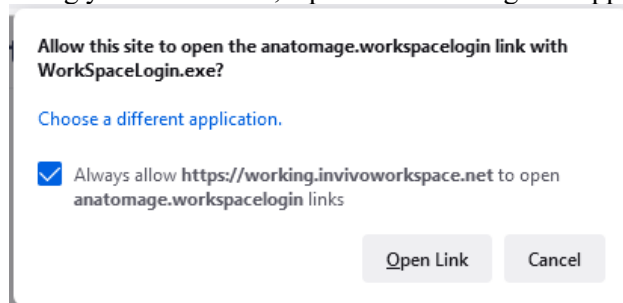 Allow this site to open the anatomage.workspacelogin link with
WorkSpaceLogin.exe?
Choose a different application.
Always allow https://working.invivoworkspace.net to open
anatomage.workspacelogin links
Open Link
Cancel